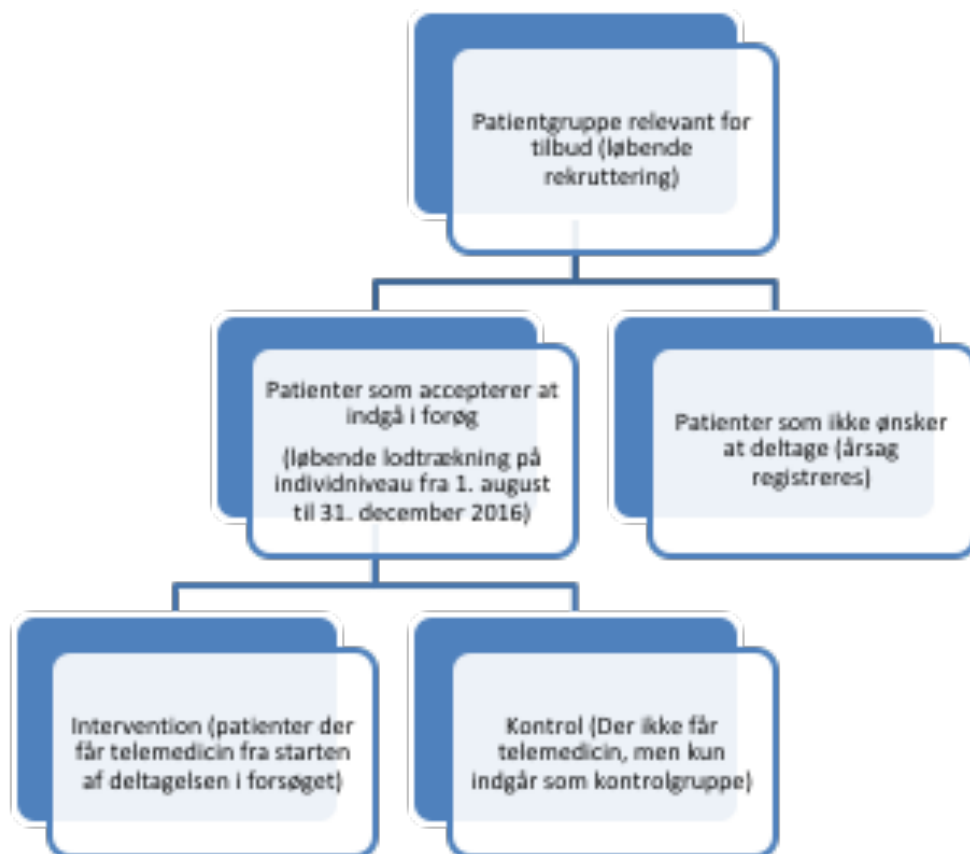 Patientgruppe relevant for
tilbud (løbende
rekruttering)
Patienter som accepterer at
indgå i forøg
(løbende lodtrækning på
individniveau fra 1. august
til 31. december 2016)
Patienter som ikke ønsker
at deltage (årsag
registreres)
Intervention (patienter der
får telemedicin fra starten
af deltagelsen i forsøget)
Kontrol (Der ikke får
telemedicin, men kun
indgår som kontrolgruppe)